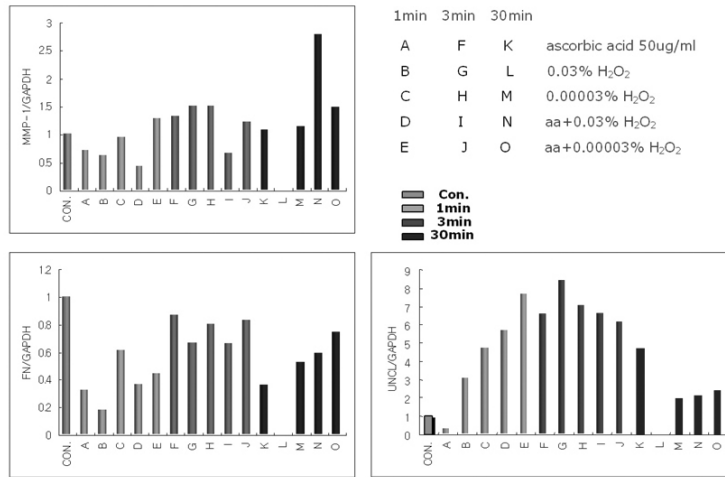 3
2.5
2
1.5
1
0.5
0
MMP-1/GAPDH
CON. A B C D E F G H I J K L M N O
1min 3min 30min
A F K ascorbic acid 50ug/ml
B G L 0.03% H₂O₂
C H M 0.00003% H₂O₂
D I N aa+0.03% H₂O₂
E J O aa+0.00003% H₂O₂
Con.
1min
3min
30min
1.2
1
0.8
0.6
0.4
0.2
0
FN/GAPDH
CON. A B C D E F G H I J K L M N O
9
8
7
6
5
4
3
2
1
0
UNCL/GAPDH
CON. A B C D E F G H I J K L M N O